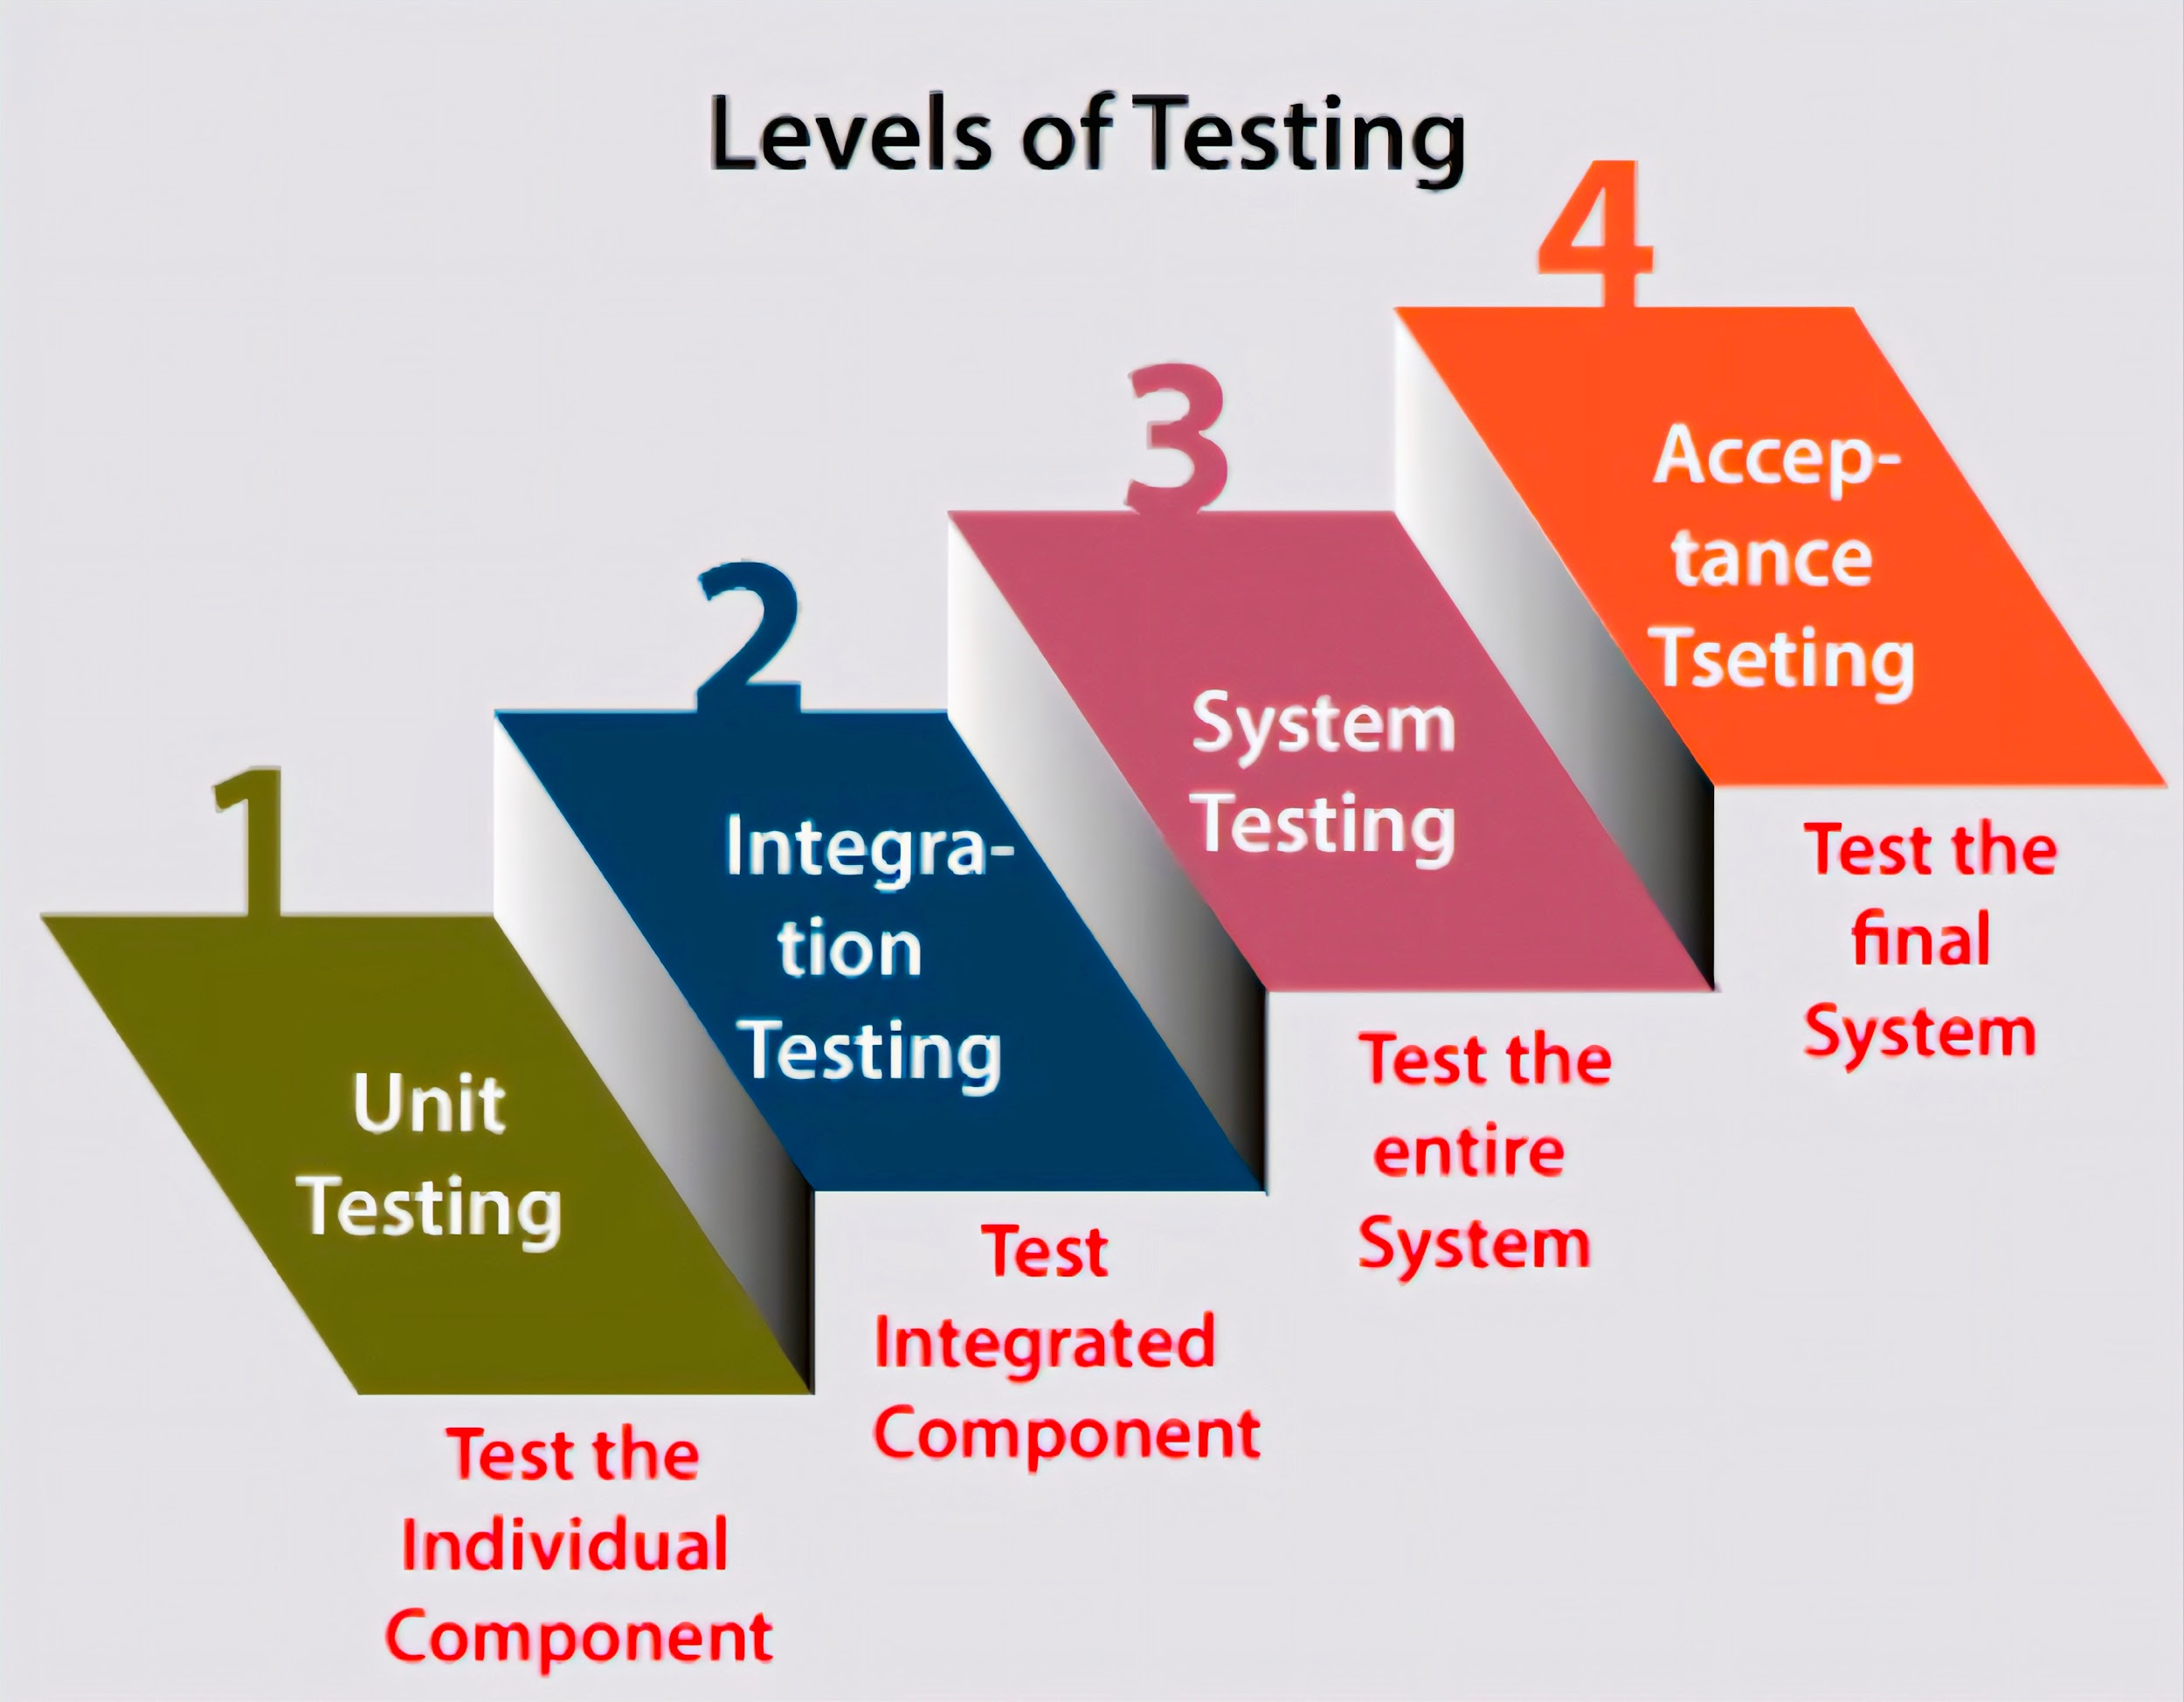 Levels of Testing
1
Unit
Testing
Test the
Individual
Component
2
Integra-
tion
Testing
Test
Integrated
Component
3
System
Testing
Test the
entire
System
4
Accep-
tance
Tseting
Test the
final
System